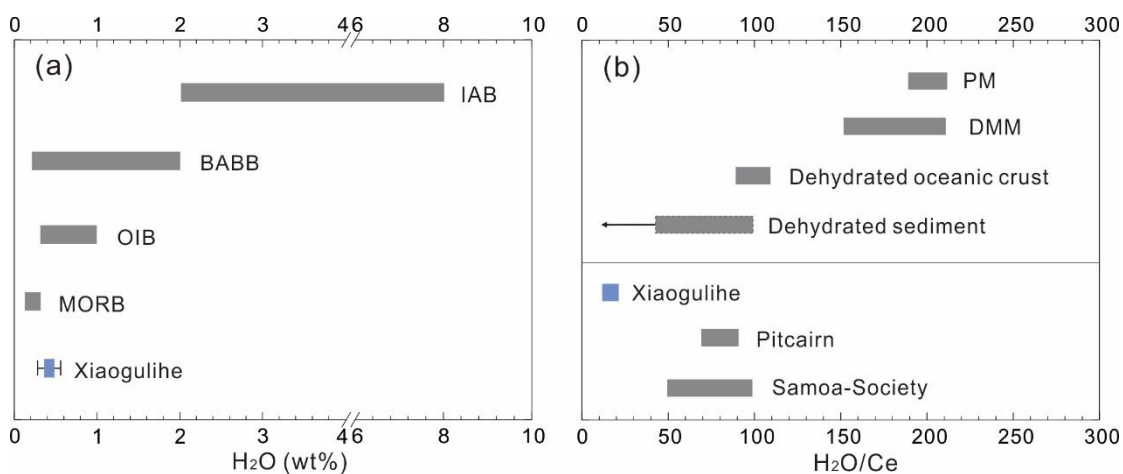 0 1 2 3 4 6 8 10
(a)
IAB
BABB
OIB
MORB
Xiaogulihe
0 1 2 3 4 6 8 10
H₂O (wt%)
0 50 100 150 200 250 300
(b)
PM
DMM
Dehydrated oceanic crust
Dehydrated sediment
Xiaogulihe
Pitcairn
Samoa-Society
0 50 100 150 200 250 300
H₂O/Ce